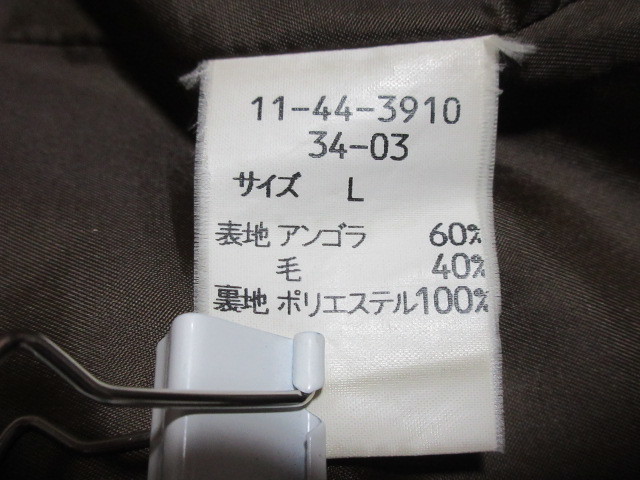 11-44-3910
34-03
サイズ L
表地 アンゴラ 60%
毛 40%
裏地 ポリエステル100%